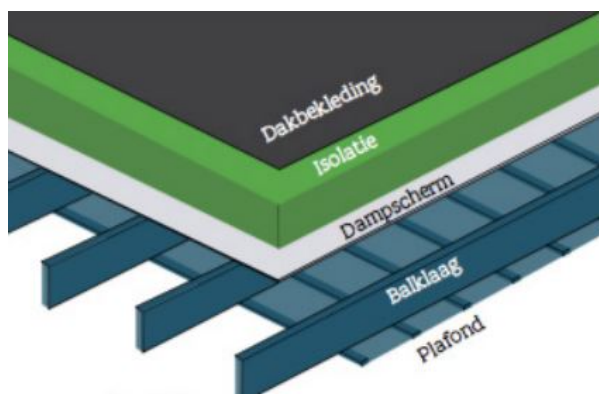 Dakbekleding
Isolatie
Dampscherm
Balklaag
Plafond